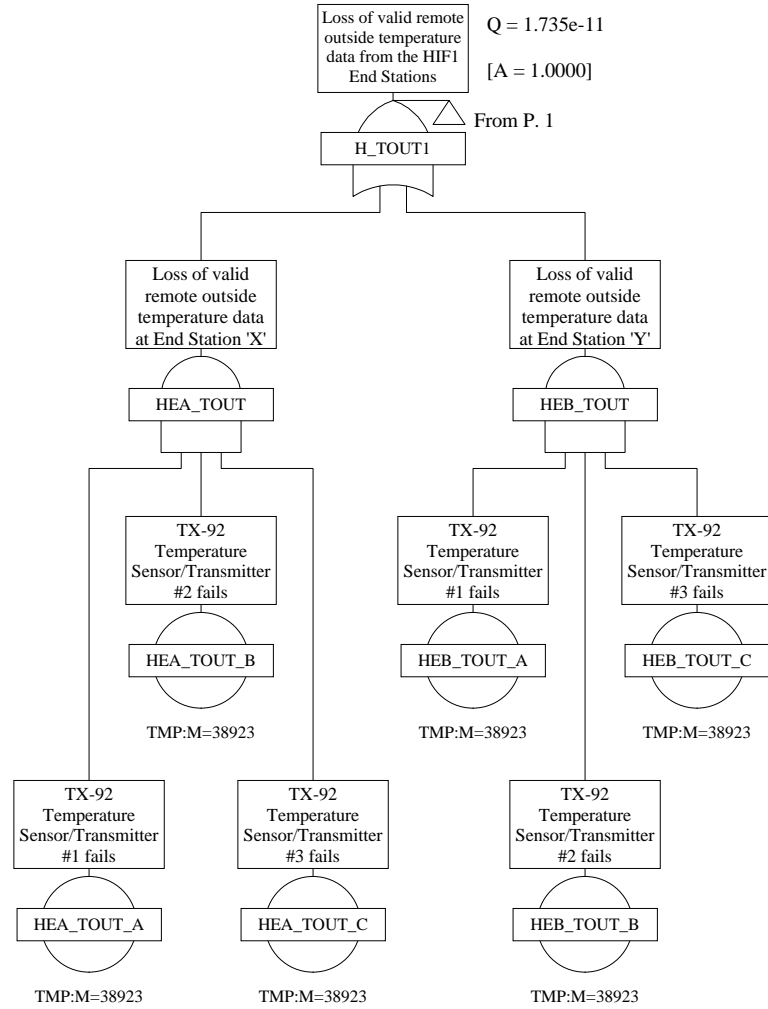 Loss of valid remote
outside temperature
data from the HIF1
End Stations
Q = 1.735e-11
[A = 1.0000]
From P. 1
H_TOUT1
Loss of valid
remote outside
temperature data
at End Station 'X'
HEA_TOUT
Loss of valid
remote outside
temperature data
at End Station 'Y'
HEB_TOUT
TX-92
Temperature
Sensor/Transmitter
#2 fails
HEA_TOUT_B
TMP:M=38923
TX-92
Temperature
Sensor/Transmitter
#1 fails
HEB_TOUT_A
TMP:M=38923
TX-92
Temperature
Sensor/Transmitter
#3 fails
HEB_TOUT_C
TMP:M=38923
TX-92
Temperature
Sensor/Transmitter
#1 fails
HEA_TOUT_A
TMP:M=38923
TX-92
Temperature
Sensor/Transmitter
#3 fails
HEA_TOUT_C
TMP:M=38923
TX-92
Temperature
Sensor/Transmitter
#2 fails
HEB_TOUT_B
TMP:M=38923